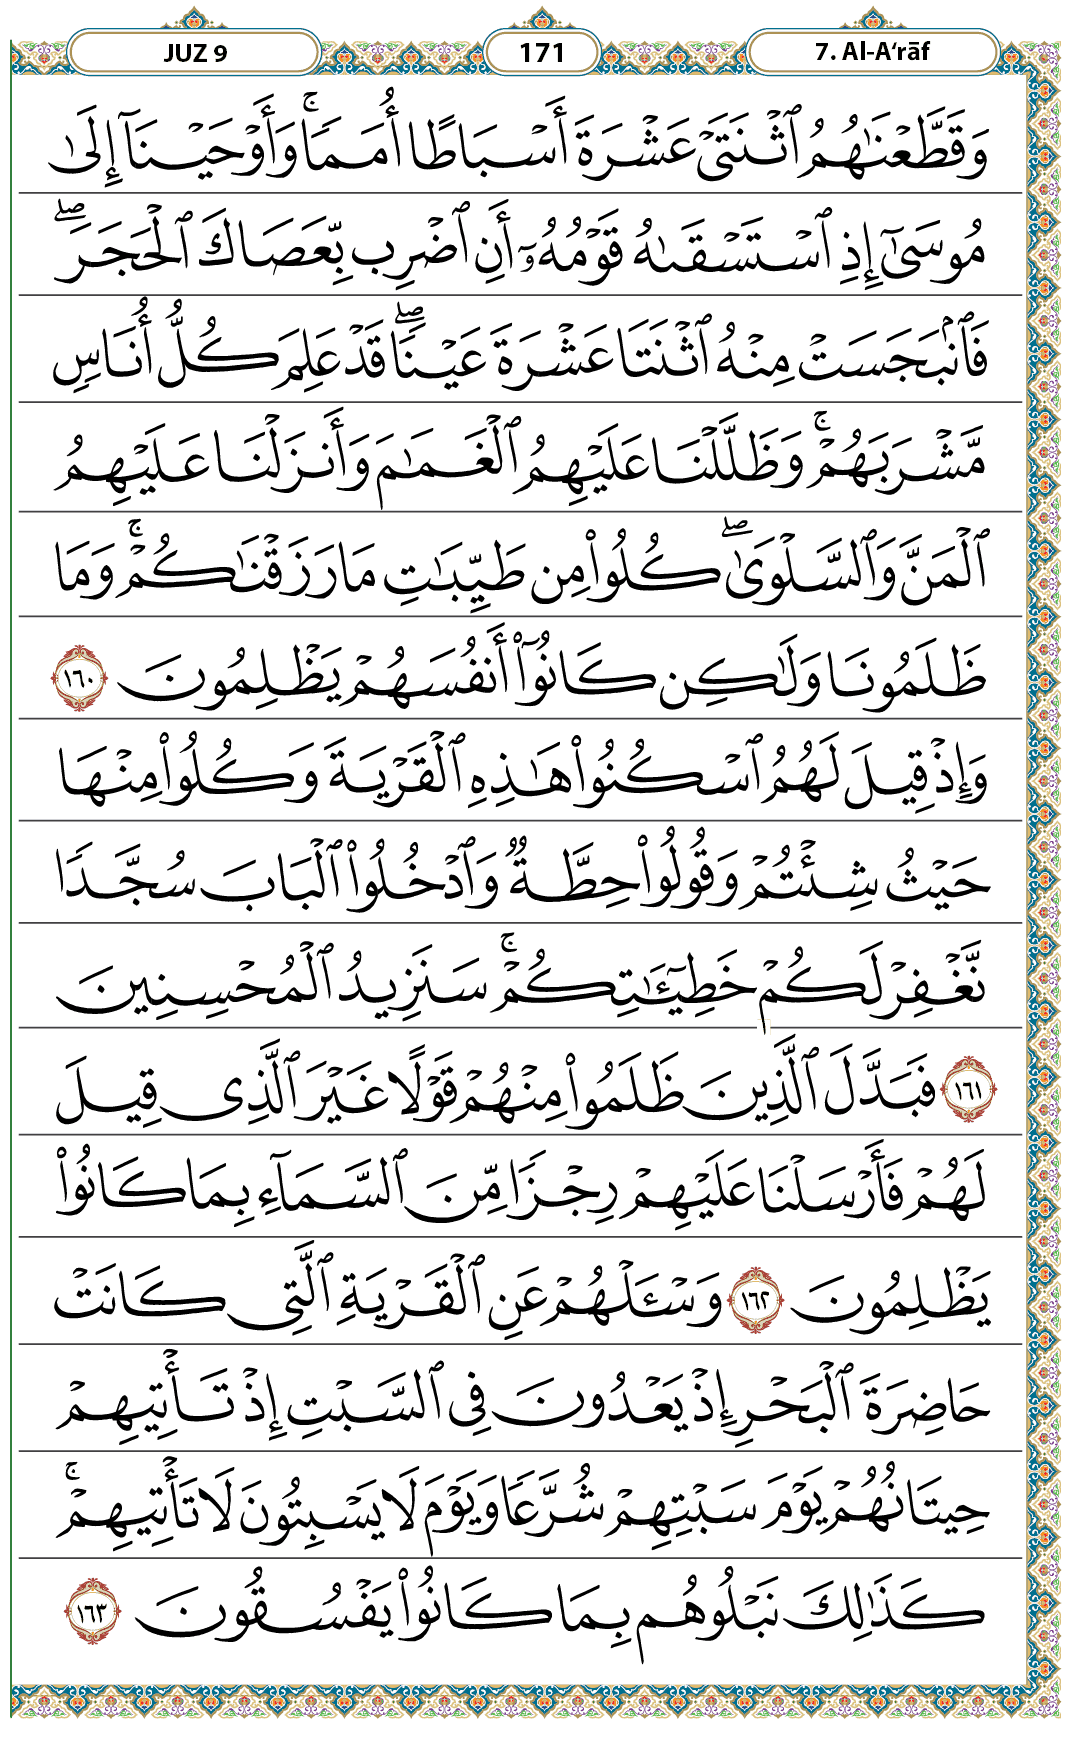 JUZ 9
171
7. Al-A‘rāf
وَقَطَّعْنَٰهُمُ ٱثْنَتَىْ عَشْرَةَ أَسْبَاطًا أُمَمًا ۚ وَأَوْحَيْنَآ إِلَىٰ
مُوسَىٰٓ إِذِ ٱسْتَسْقَىٰهُ قَوْمُهُۥٓ أَنِ ٱضْرِب بِّعَصَاكَ ٱلْحَجَرَ ۖ
فَٱنۢبَجَسَتْ مِنْهُ ٱثْنَتَا عَشْرَةَ عَيْنًا ۖ قَدْ عَلِمَ كُلُّ أُنَاسٍ
مَّشْرَبَهُمْ ۚ وَظَلَّلْنَا عَلَيْهِمُ ٱلْغَمَٰمَ وَأَنزَلْنَا عَلَيْهِمُ
ٱلْمَنَّ وَٱلسَّلْوَىٰ ۖ كُلُوا۟ مِن طَيِّبَٰتِ مَا رَزَقْنَٰكُمْ ۚ وَمَا
ظَلَمُونَا وَلَٰكِن كَانُوٓا۟ أَنفُسَهُمْ يَظْلِمُونَ ١٦٠
وَإِذْ قِيلَ لَهُمُ ٱسْكُنُوا۟ هَٰذِهِ ٱلْقَرْيَةَ وَكُلُوا۟ مِنْهَا
حَيْثُ شِئْتُمْ وَقُولُوا۟ حِطَّةٌ وَٱدْخُلُوا۟ ٱلْبَابَ سُجَّدًا
نَّغْفِرْ لَكُمْ خَطِيٓـَٰٔتِكُمْ ۚ سَنَزِيدُ ٱلْمُحْسِنِينَ
١٦١ فَبَدَّلَ ٱلَّذِينَ ظَلَمُوا۟ مِنْهُمْ قَوْلًا غَيْرَ ٱلَّذِى قِيلَ
لَهُمْ فَأَرْسَلْنَا عَلَيْهِمْ رِجْزًا مِّنَ ٱلسَّمَآءِ بِمَا كَانُوا۟
يَظْلِمُونَ ١٦٢ وَسْـَٔلْهُمْ عَنِ ٱلْقَرْيَةِ ٱلَّتِى كَانَتْ
حَاضِرَةَ ٱلْبَحْرِ إِذْ يَعْدُونَ فِى ٱلسَّبْتِ إِذْ تَأْتِيهِمْ
حِيتَانُهُمْ يَوْمَ سَبْتِهِمْ شُرَّعًا وَيَوْمَ لَا يَسْبِتُونَ لَا تَأْتِيهِمْ ۚ
كَذَٰلِكَ نَبْلُوهُم بِمَا كَانُوا۟ يَفْسُقُونَ ١٦٣